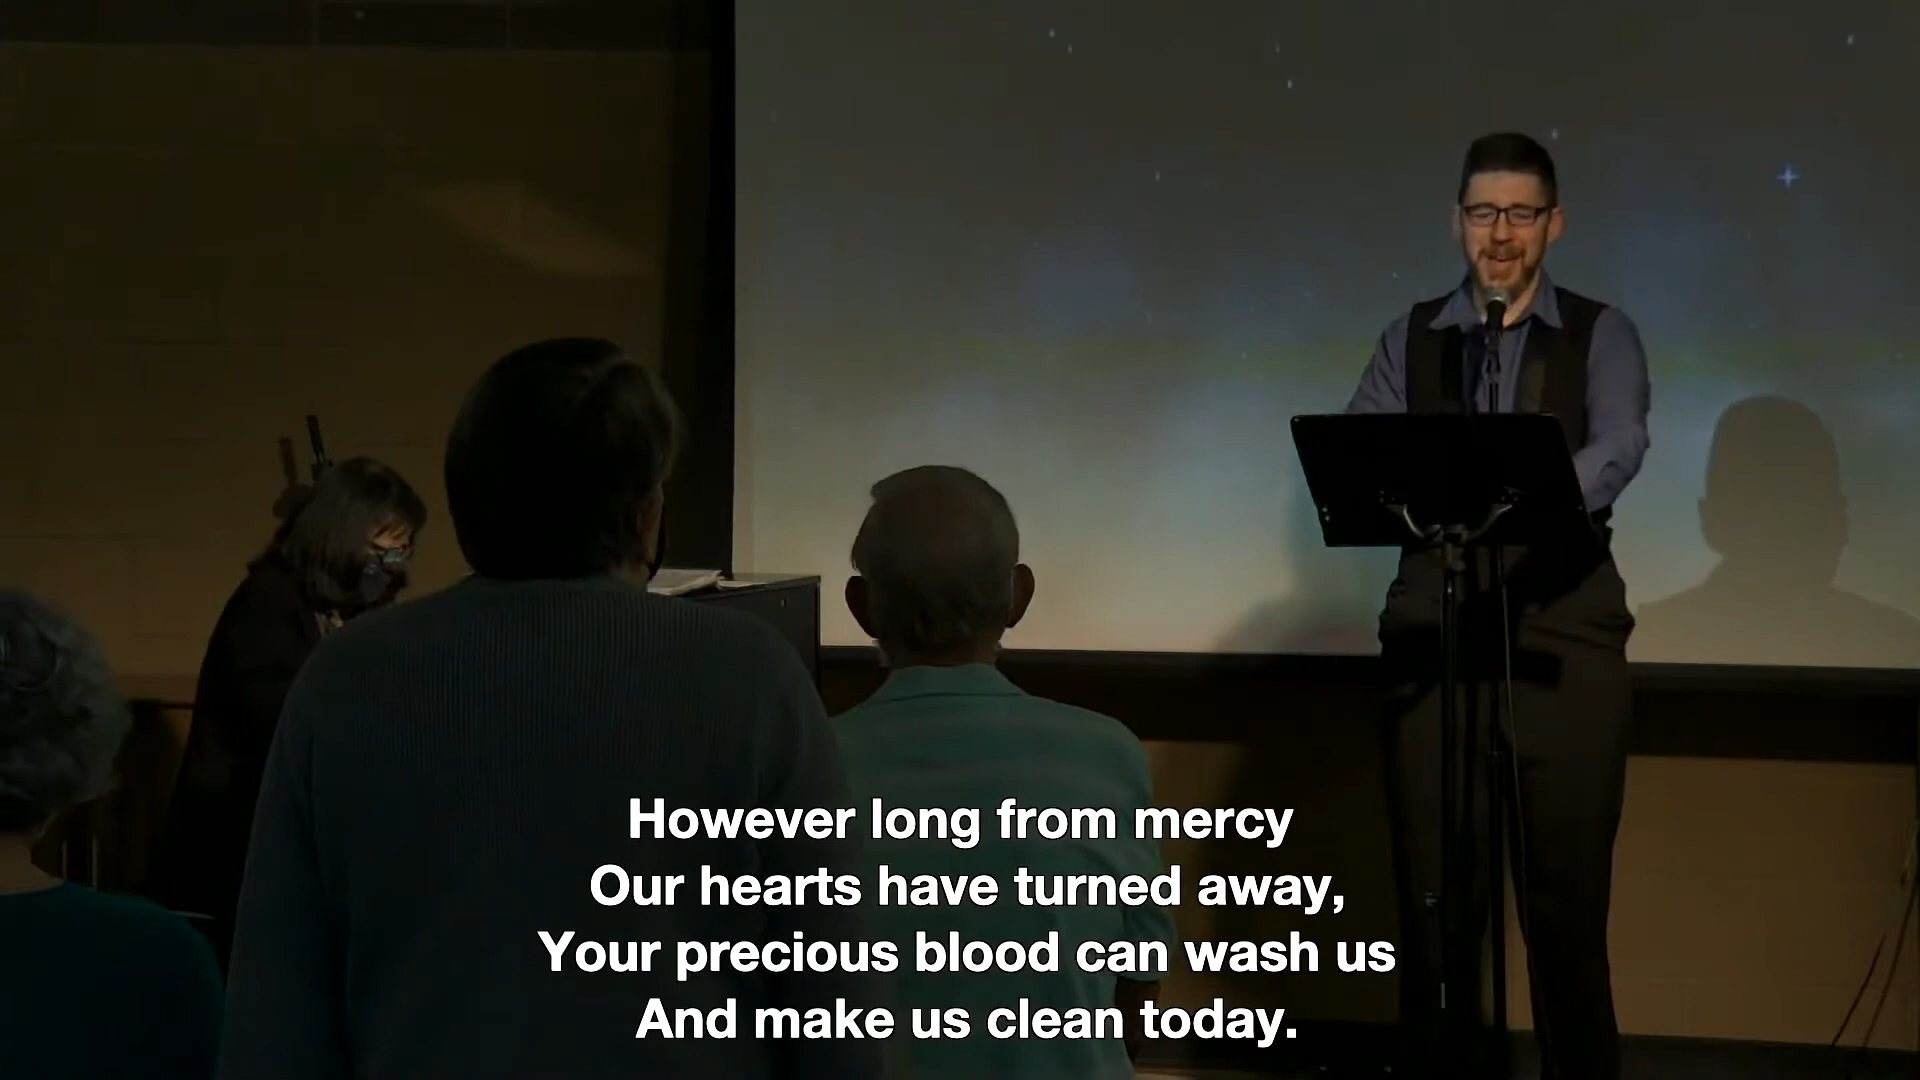 However long from mercy
Our hearts have turned away,
Your precious blood can wash us
And make us clean today.